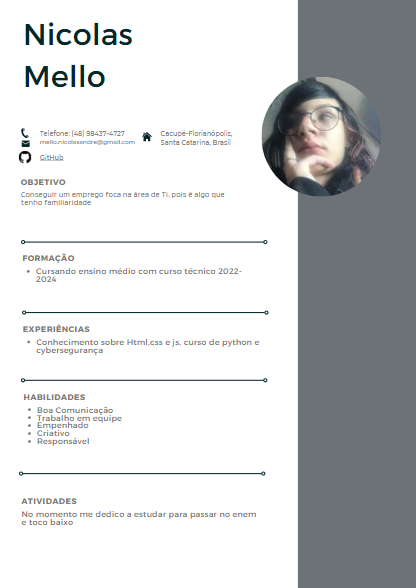 Nicolas
Mello
Telefone: (48) 98437-4727
mello.nicolasandre@gmail.com
Cacupé-Florianópolis,
Santa Catarina, Brasil
GitHub
OBJETIVO
Conseguir um emprego foca na área de TI, pois é algo que
tenho familiaridade
FORMAÇÃO
• Cursando ensino médio com curso técnico 2022-
2024
EXPERIÊNCIAS
• Conhecimento sobre Html,css e js, curso de python e
cybersegurança
HABILIDADES
• Boa Comunicação
• Trabalho em equipe
• Empenhado
• Criativo
• Responsável
ATIVIDADES
No momento me dedico a estudar para passar no enem
e toco baixo